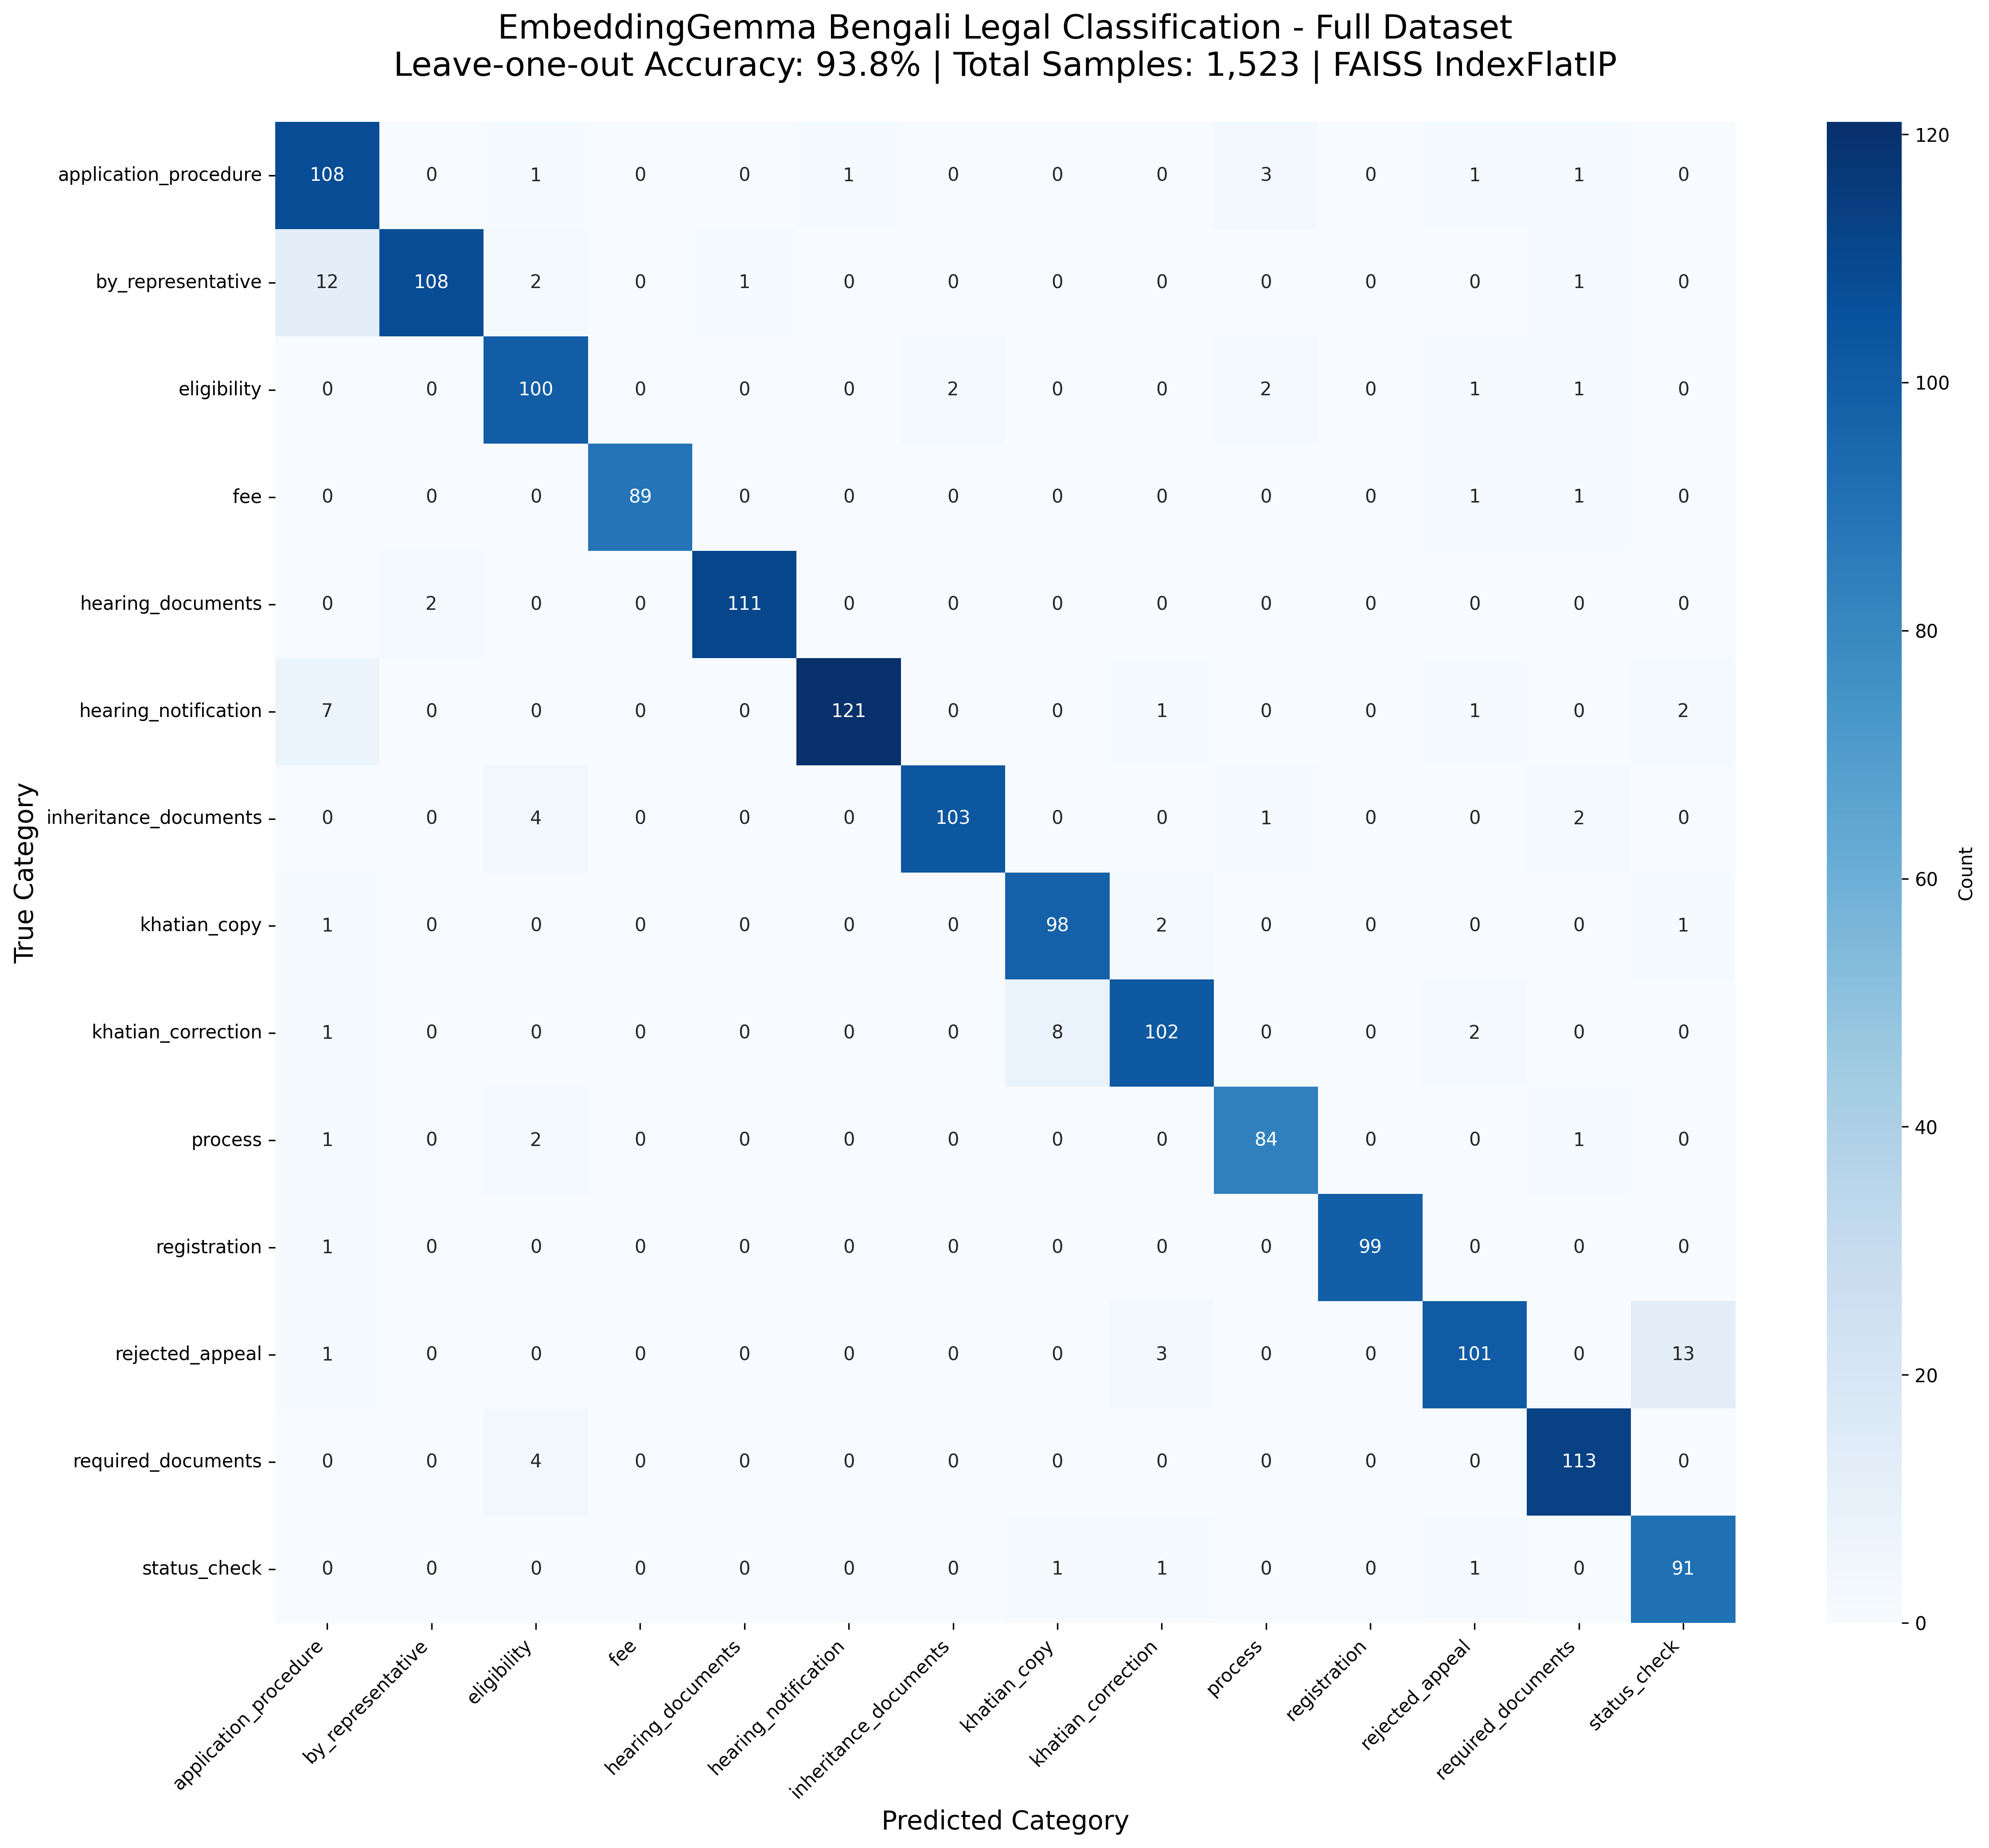 EmbeddingGemma Bengali Legal Classification - Full Dataset
Leave-one-out Accuracy: 93.8% | Total Samples: 1,523 | FAISS IndexFlatIP
True Category
application_procedure 108 0 1 0 0 1 0 0 0 3 0 1 1 0
by_representative 12 108 2 0 1 0 0 0 0 0 0 0 1 0
eligibility 0 0 100 0 0 0 2 0 0 2 0 1 1 0
fee 0 0 0 89 0 0 0 0 0 0 0 1 1 0
hearing_documents 0 2 0 0 111 0 0 0 0 0 0 0 0 0
hearing_notification 7 0 0 0 0 121 0 0 1 0 0 1 0 2
inheritance_documents 0 0 4 0 0 0 103 0 0 1 0 0 2 0
khatian_copy 1 0 0 0 0 0 0 98 2 0 0 0 0 1
khatian_correction 1 0 0 0 0 0 0 8 102 0 0 2 0 0
process 1 0 2 0 0 0 0 0 0 84 0 0 1 0
registration 1 0 0 0 0 0 0 0 0 0 99 0 0 0
rejected_appeal 1 0 0 0 0 0 0 0 3 0 0 101 0 13
required_documents 0 0 4 0 0 0 0 0 0 0 0 0 113 0
status_check 0 0 0 0 0 0 0 1 1 0 0 1 0 91
application_procedure
by_representative
eligibility
fee
hearing_documents
hearing_notification
inheritance_documents
khatian_copy
khatian_correction
process
registration
rejected_appeal
required_documents
status_check
Predicted Category
120
100
80
60
40
20
0
Count